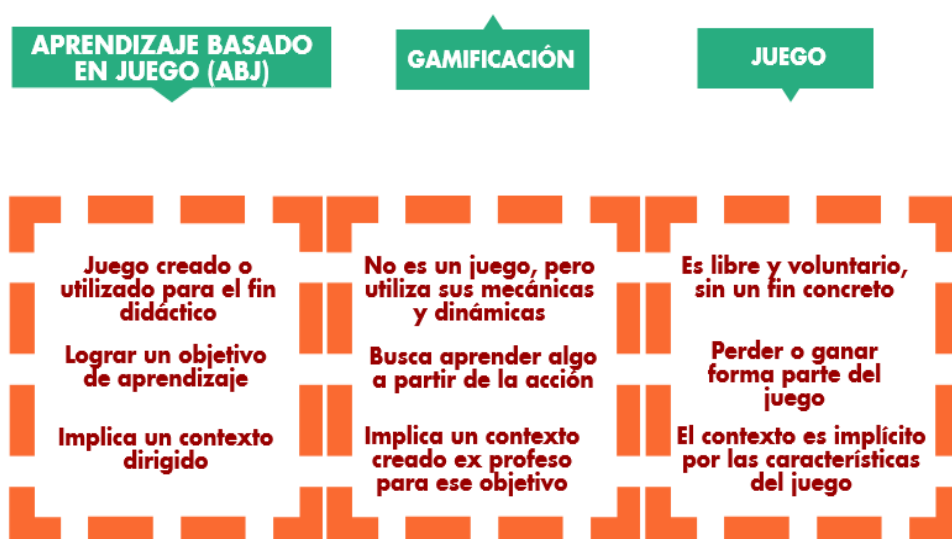 APRENDIZAJE BASADO
EN JUEGO (ABJ)
GAMIFICACIÓN
JUEGO
Juego creado o
utilizado para el fin
didáctico
Lograr un objetivo
de aprendizaje
Implica un contexto
dirigido
No es un juego, pero
utiliza sus mecánicas
y dinámicas
Busca aprender algo
a partir de la acción
Implica un contexto
creado ex profeso
para ese objetivo
Es libre y voluntario,
sin un fin concreto
Perder o ganar
forma parte del
juego
El contexto es implícito
por las características
del juego